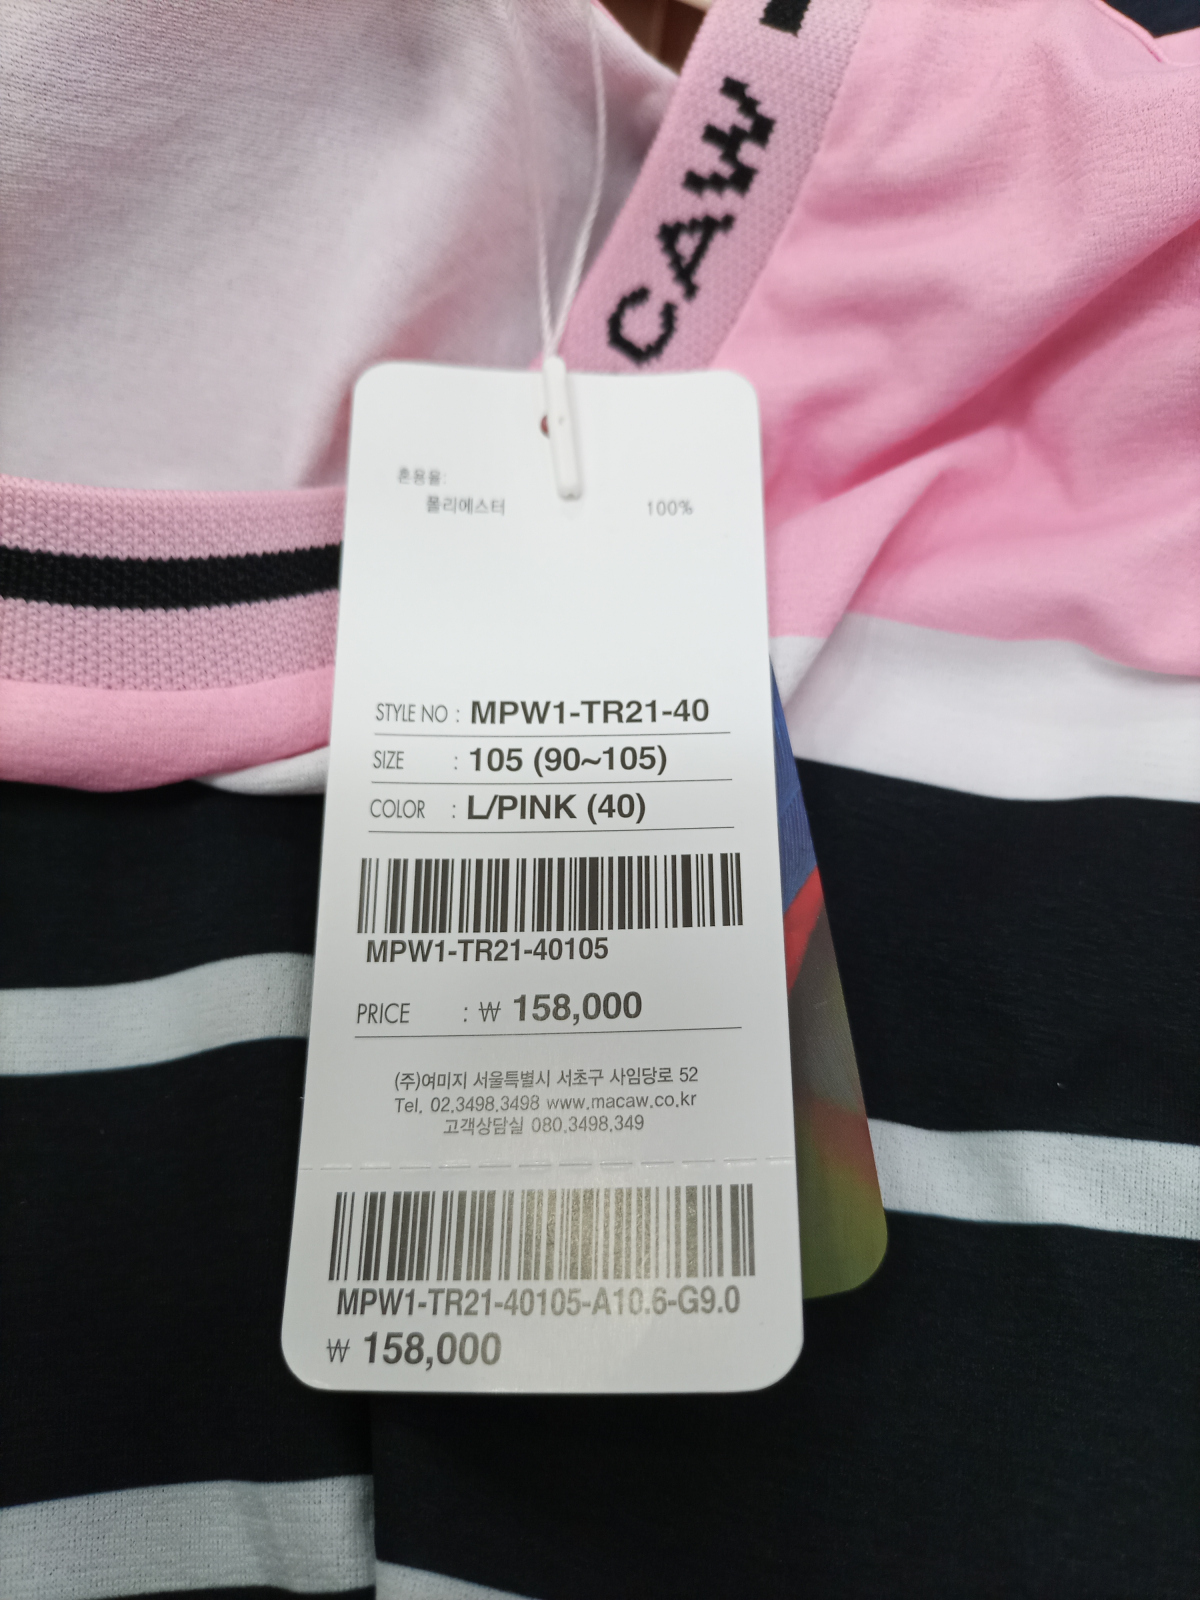 CAW
혼용율:
폴리에스터 100%
STYLE NO : MPW1-TR21-40
SIZE : 105 (90~105)
COLOR : L/PINK (40)
MPW1-TR21-40105
PRICE : ₩ 158,000
(주)여미지 서울특별시 서초구 사임당로 52
Tel. 02.3498.3498 www.macaw.co.kr
고객상담실 080.3498.349
MPW1-TR21-40105-A10.6-G9.0
₩ 158,000